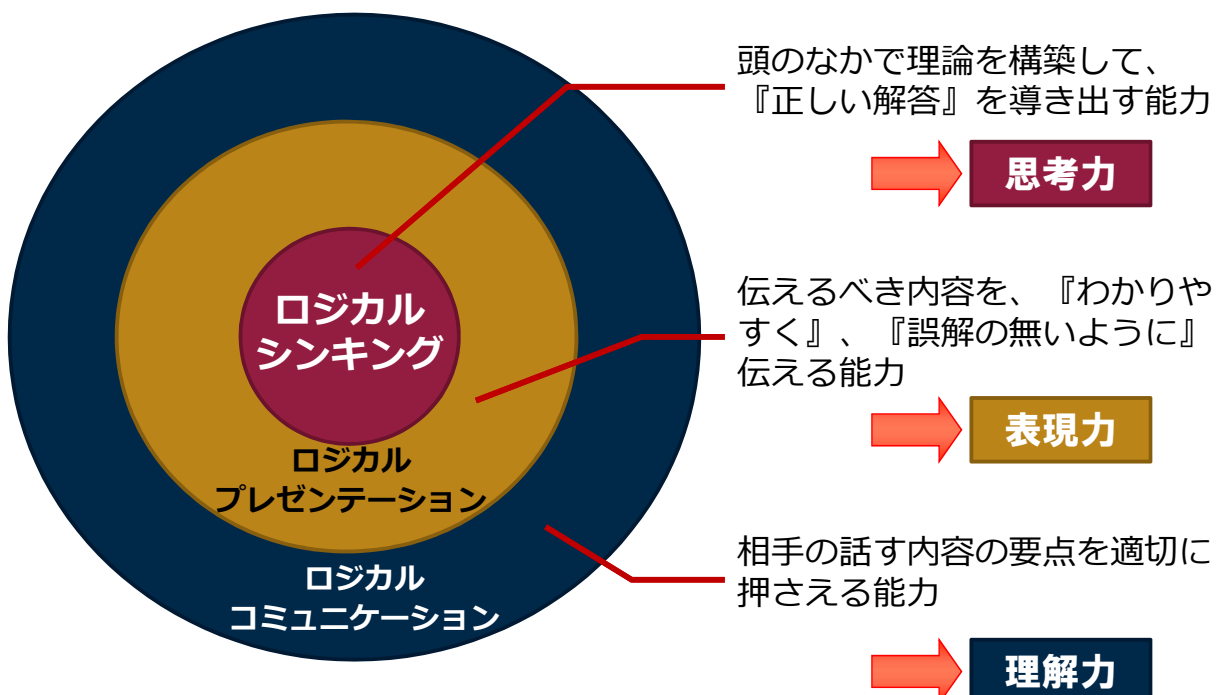 頭のなかで理論を構築して、
『正しい解答』を導き出す能力
思考力
ロジカル
シンキング
伝えるべき内容を、『わかりや
すく』、『誤解の無いように』
伝える能力
表現力
ロジカル
プレゼンテーション
相手の話す内容の要点を適切に
押さえる能力
ロジカル
コミュニケーション
理解力